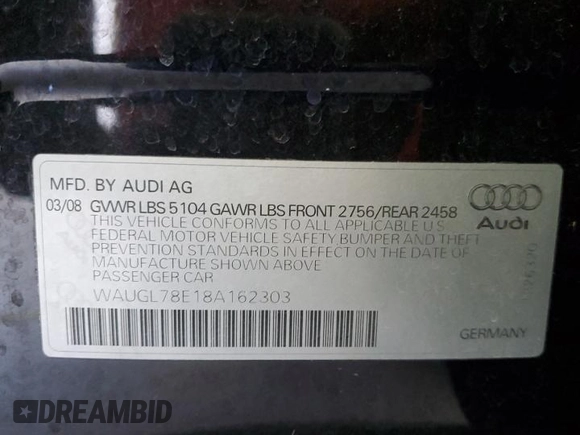 MFD. BY AUDI AG
03/08 GVWR LBS 5104 GAWR LBS FRONT 2756/REAR 2458
THIS VEHICLE CONFORMS TO ALL APPLICABLE U.S.
FEDERAL MOTOR VEHICLE SAFETY BUMPER AND THEFT
PREVENTION STANDARDS IN EFFECT ON THE DATE OF
MANUFACTURE SHOWN ABOVE
PASSENGER CAR
WAUGL78E18A162303
Audi
GERMANY
DREAMBID